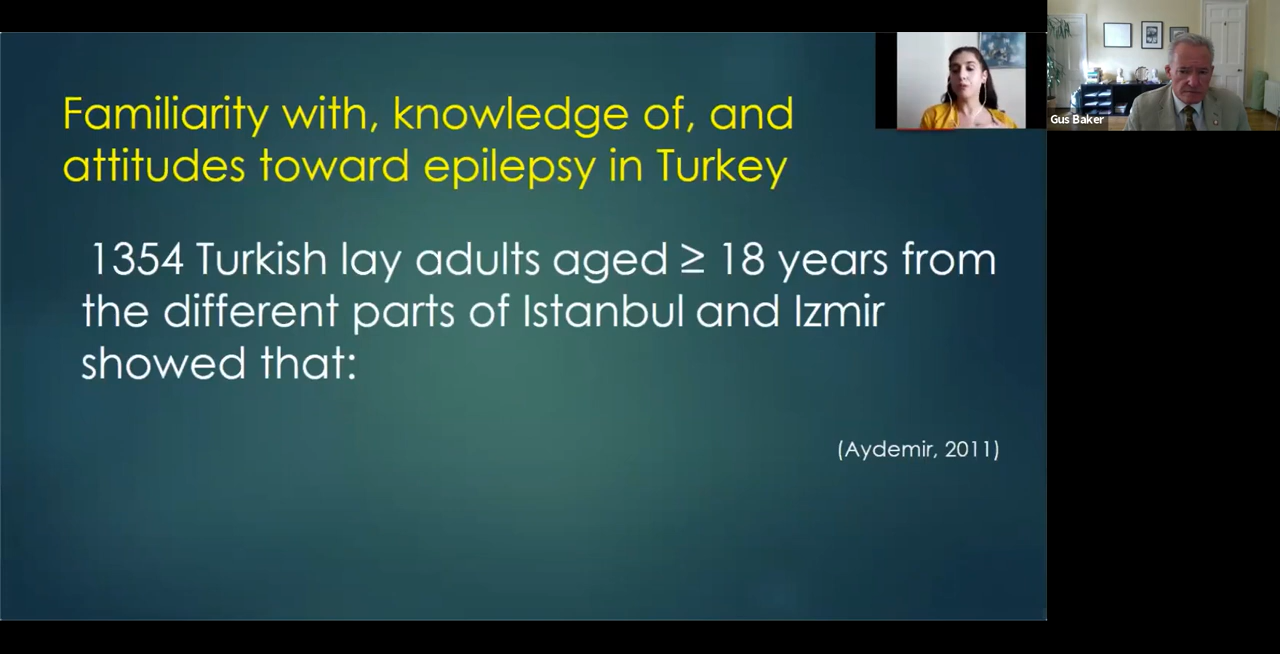 Familiarity with, knowledge of, and
attitudes toward epilepsy in Turkey
1354 Turkish lay adults aged ≥ 18 years from
the different parts of Istanbul and Izmir
showed that:
(Aydemir, 2011)
Gus Baker